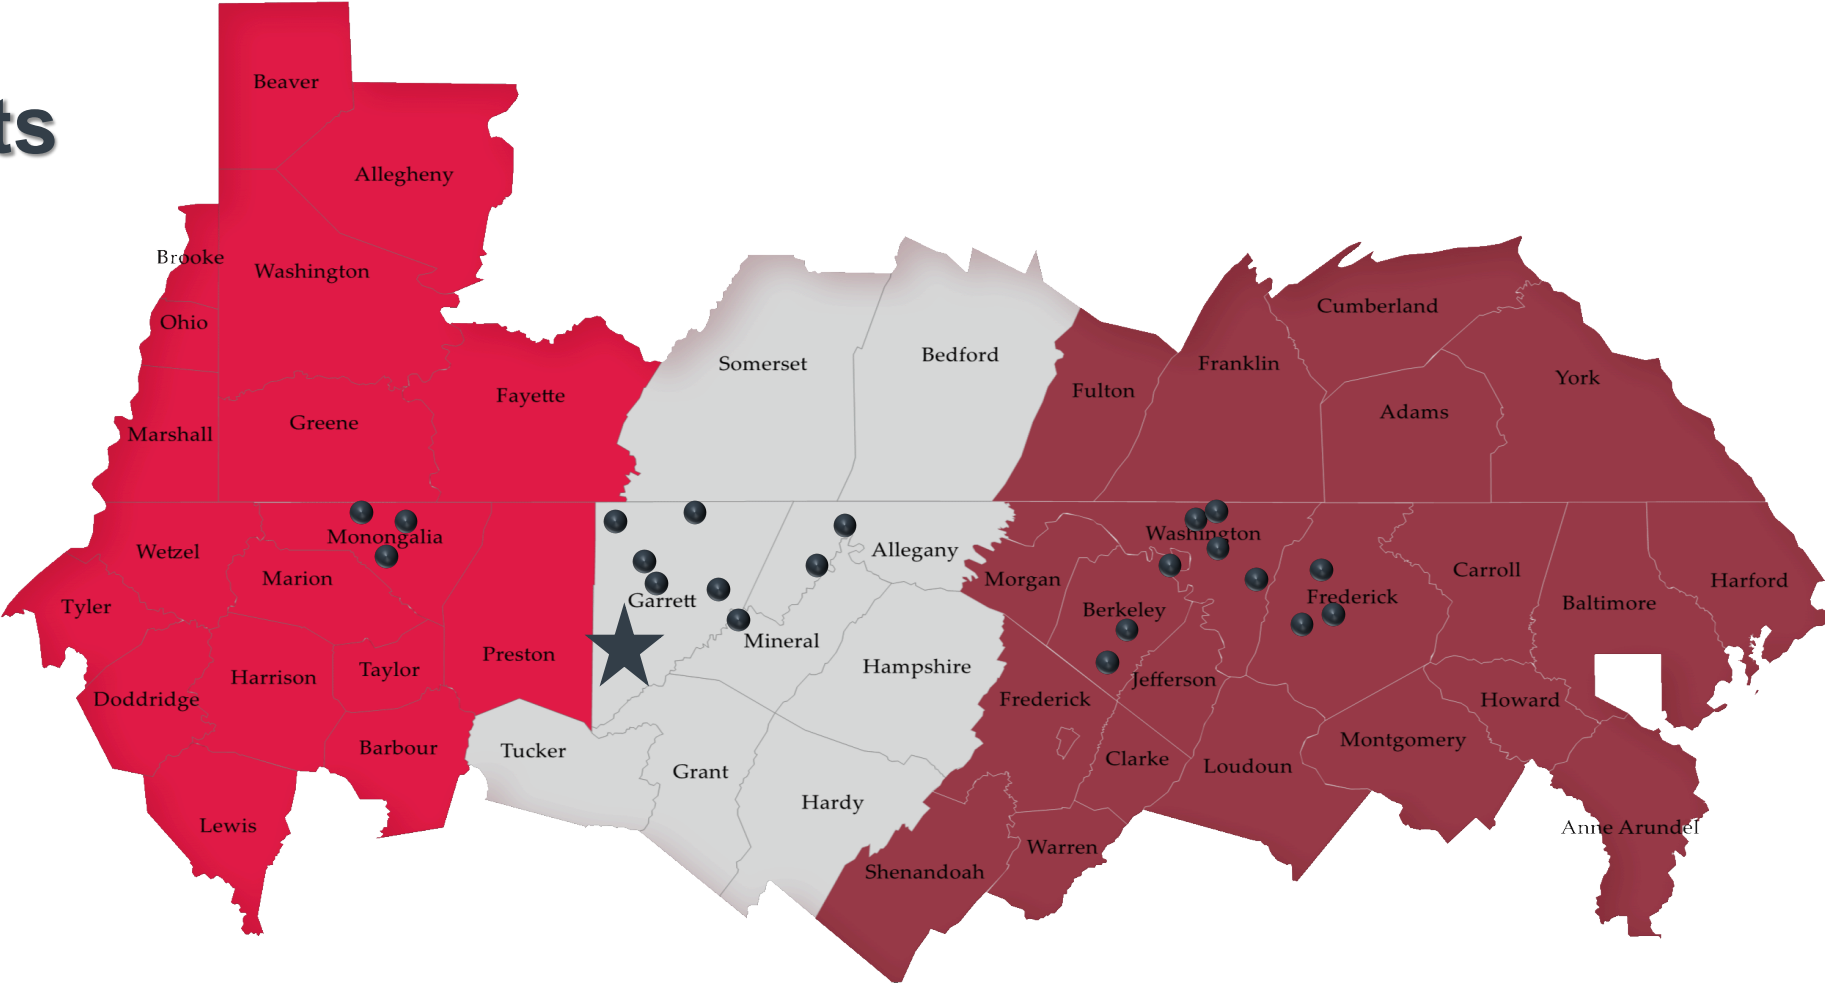 ts
Beaver
Allegheny
Brooke
Washington
Ohio
Cumberland
Somerset
Bedford
Franklin
York
Fulton
Fayette
Adams
Greene
Marshall
Monongalia
Washington
Wetzel
Allegany
Marion
Morgan
Carroll
Harford
Tyler
Garrett
Berkeley
Frederick
Baltimore
Mineral
Preston
Hampshire
Taylor
Harrison
Jefferson
Doddridge
Frederick
Howard
Barbour
Tucker
Montgomery
Clarke
Loudoun
Grant
Hardy
Lewis
Anne Arundel
Warren
Shenandoah